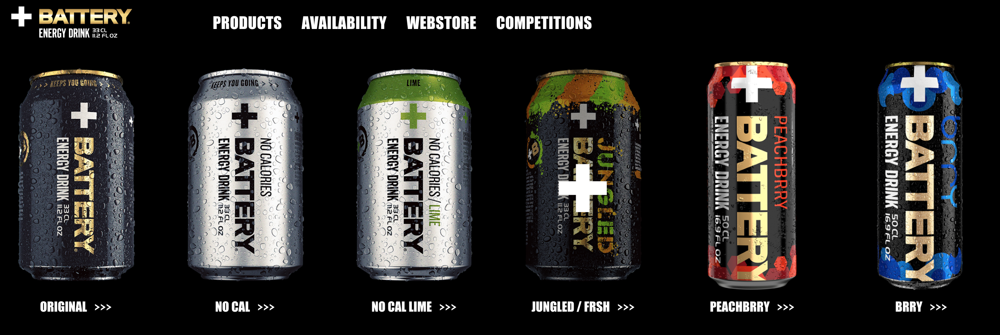 BATTERY®
ENERGY DRINK 33 CL
11.2 FL OZ
PRODUCTS AVAILABILITY WEBSTORE COMPETITIONS
> > > KEEPS YOU GOING > > >
BATTERY®
ENERGY DRINK 33 CL
11.2 FL OZ
KEEPS YOU GOING > > >
NO CALORIES
BATTERY®
ENERGY DRINK 33 CL
11.2 FL OZ
LIME
NO CALORIES / LIME
BATTERY®
ENERGY DRINK 33 CL
11.2 FL OZ
B
JUNGLED
BATTERY®
ENERGY DRINK 33 CL
11.2 FL OZ
PEACHBRRY
BATTERY
ENERGY DRINK 50 CL
16.9 FL OZ
brry
BATTERY
ENERGY DRINK 50 CL
16.9 FL OZ
ORIGINAL >>>
NO CAL >>>
NO CAL LIME >>>
JUNGLED / FRSH >>>
PEACHBRRY >>>
BRRY >>>